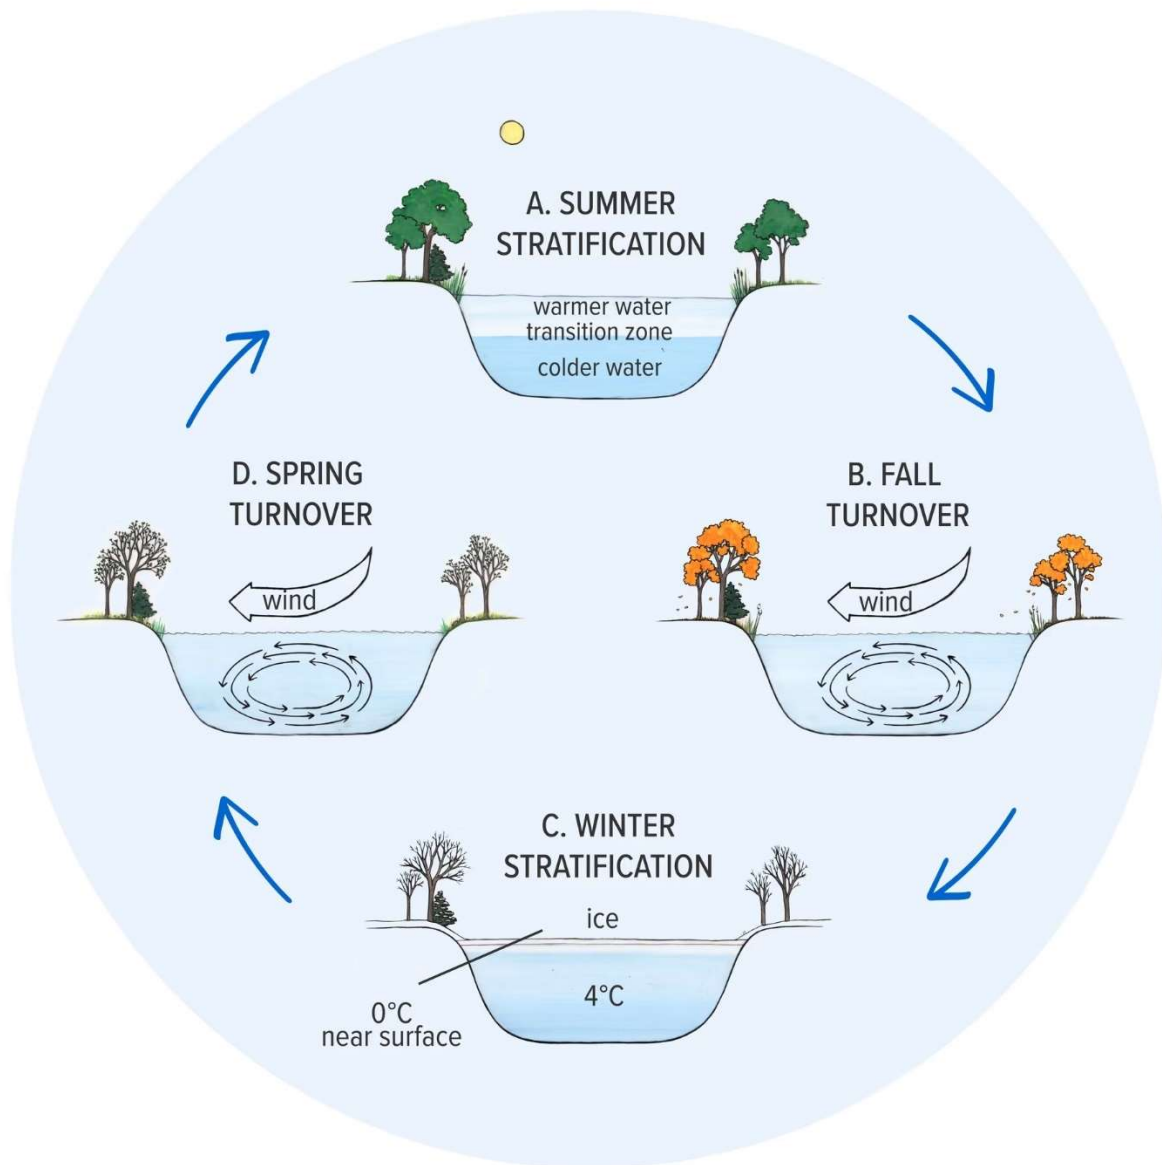 A. SUMMER
STRATIFICATION
warmer water
transition zone
colder water
D. SPRING
TURNOVER
wind
B. FALL
TURNOVER
wind
C. WINTER
STRATIFICATION
ice
4°C
0°C
near surface